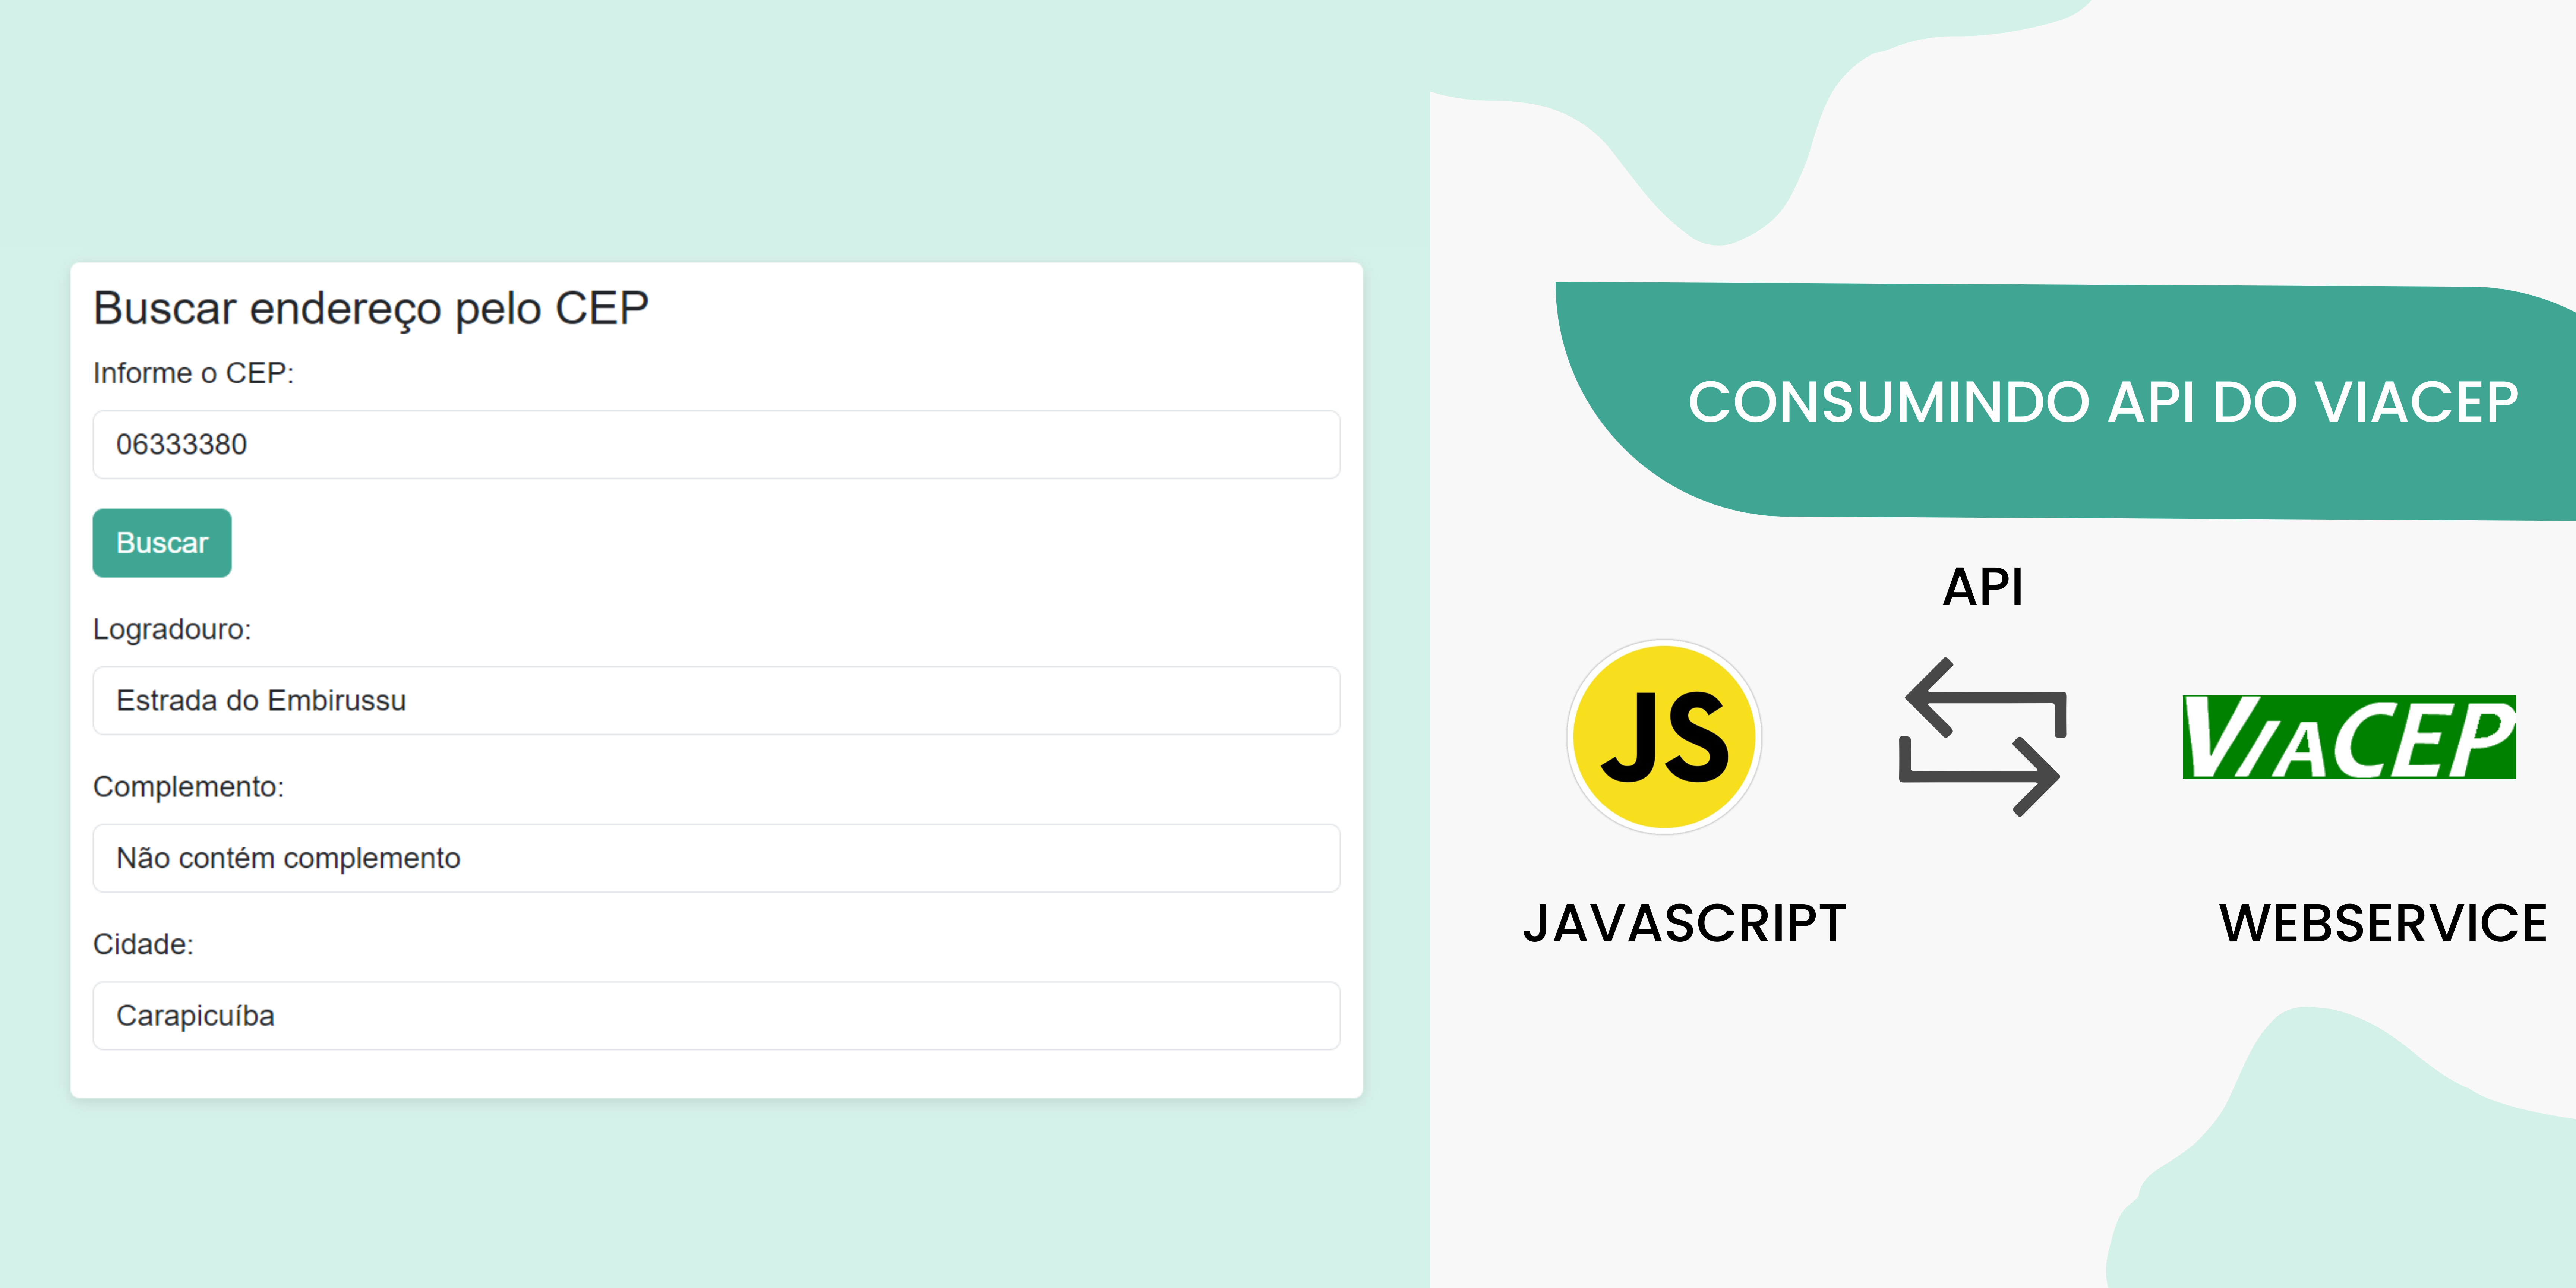 Buscar endereço pelo CEP
Informe o CEP:
06333380
Buscar
Logradouro:
Estrada do Embirussu
Complemento:
Não contém complemento
Cidade:
Carapicuíba
CONSUMINDO API DO VIACEP
API
JS
VIACEP
JAVASCRIPT
WEBSERVICE